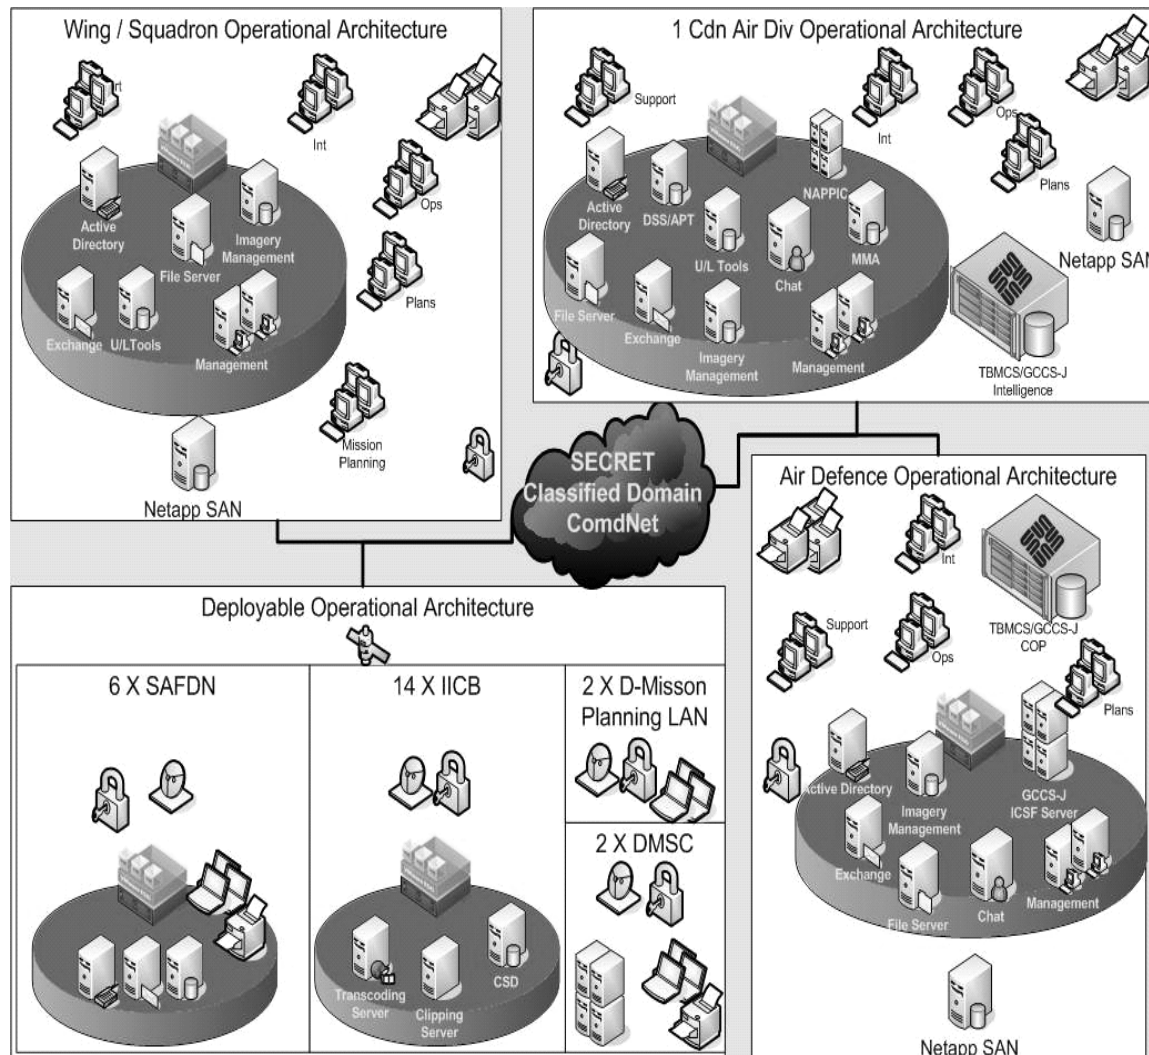 Wing / Squadron Operational Architecture
rt
Int
Ops
Plans
Active
Directory
File Server
Imagery
Management
Exchange
U/LTools
Management
Mission
Planning
Netapp SAN
1 Cdn Air Div Operational Architecture
Support
Int
Ops
Plans
Active
Directory
DSS/APT
NAPPIC
U/L Tools
Chat
MMA
File Server
Exchange
Imagery
Management
Management
Netapp SAN
TBMCS/GCCS-J
Intelligence
SECRET
Classified Domain
ComdNet
Air Defence Operational Architecture
Int
Support
Ops
TBMCS/GCCS-J
COP
Plans
Active Directory
Imagery
Management
GCCS-J
ICSF Server
Exchange
File Server
Chat
Management
Netapp SAN
Deployable Operational Architecture
6 X SAFDN
14 X IICB
Transcoding
Server
Clipping
Server
CSD
2 X D-Misson
Planning LAN
2 X DMSC